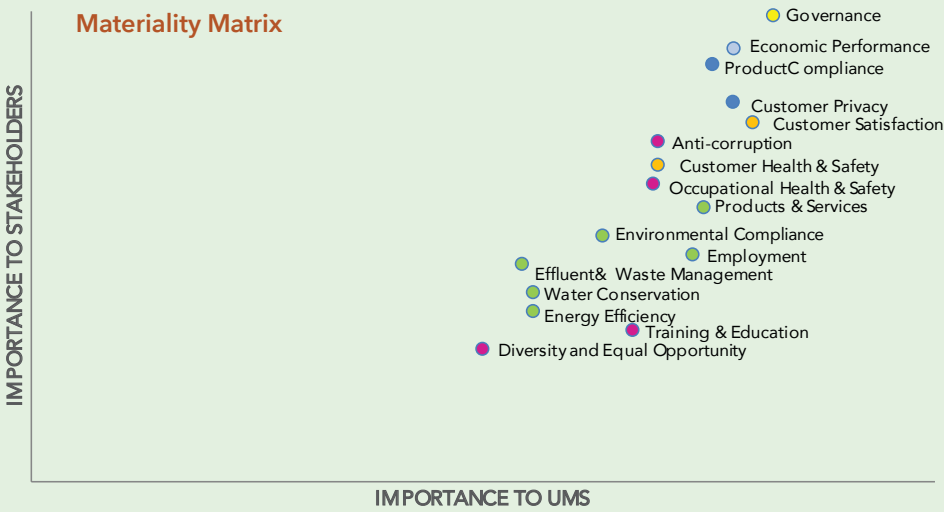 Materiality Matrix
Governance
Economic Performance
ProductC ompliance
Customer Privacy
Customer Satisfaction
Anti-corruption
Customer Health & Safety
Occupational Health & Safety
Products & Services
Environmental Compliance
Employment
Effluent& Waste Management
Water Conservation
Energy Efficiency
Training & Education
Diversity and Equal Opportunity
IMPORTANCE TO STAKEHOLDERS
IMPORTANCE TO UMS